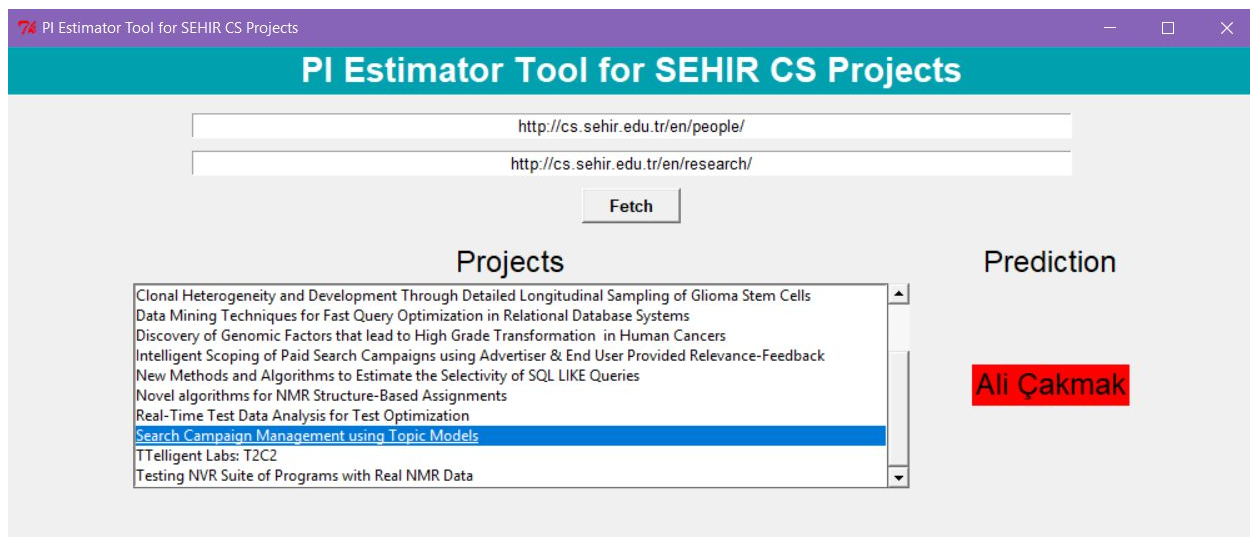 PI Estimator Tool for SEHIR CS Projects
PI Estimator Tool for SEHIR CS Projects
http://cs.sehir.edu.tr/en/people/
http://cs.sehir.edu.tr/en/research/
Fetch
Projects
Prediction
Clonal Heterogeneity and Development Through Detailed Longitudinal Sampling of Glioma Stem Cells
Data Mining Techniques for Fast Query Optimization in Relational Database Systems
Discovery of Genomic Factors that lead to High Grade Transformation  in Human Cancers
Intelligent Scoping of Paid Search Campaigns using Advertiser & End User Provided Relevance-Feedback
New Methods and Algorithms to Estimate the Selectivity of SQL LIKE Queries
Novel algorithms for NMR Structure-Based Assignments
Real-Time Test Data Analysis for Test Optimization
Search Campaign Management using Topic Models
TTelligent Labs: T2C2
Testing NVR Suite of Programs with Real NMR Data
Ali Çakmak